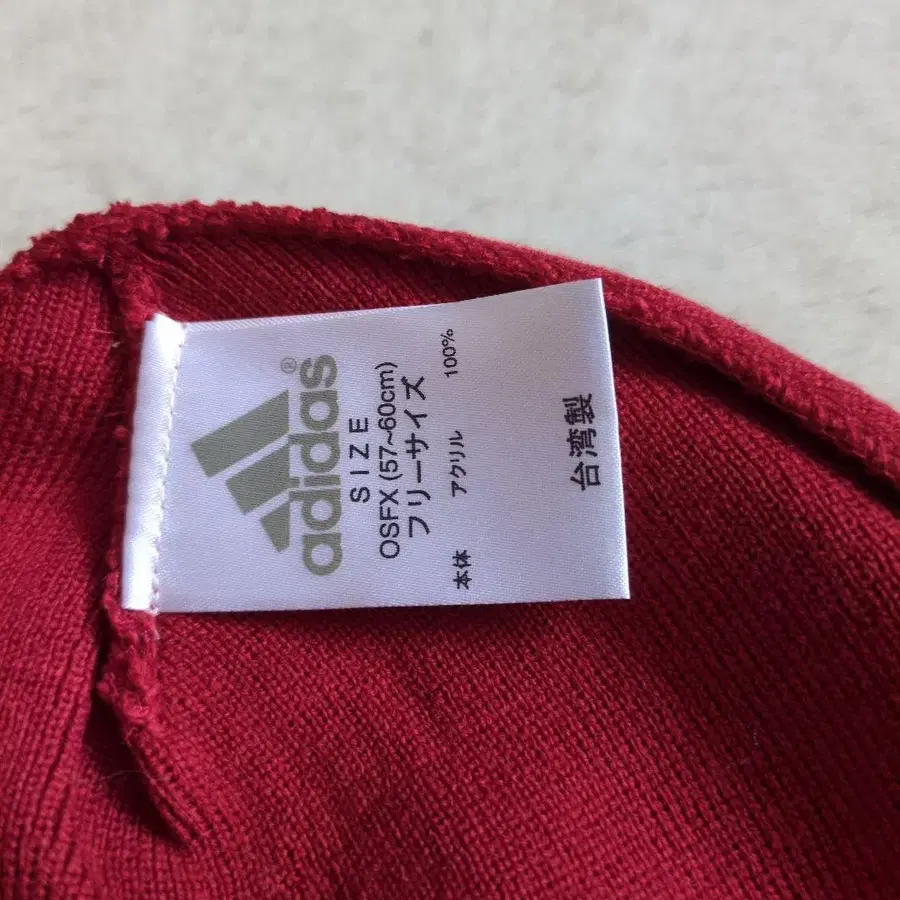 adidas®
SIZE
OSFX (57~60cm)
フリーサイズ
本体 アクリル 100%
台湾製